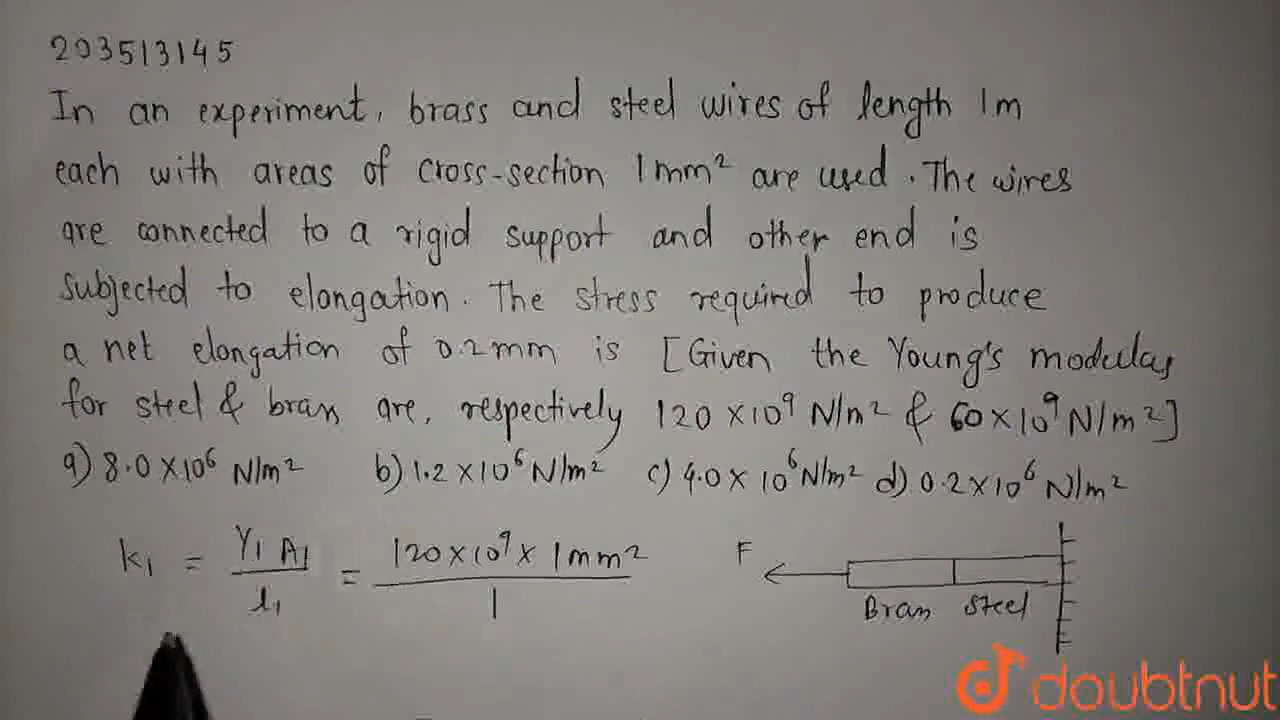 203513145
In an experiment, brass and steel wires of length 1m
each with areas of cross-section 1mm² are used. The wires
are connected to a rigid support and other end is
subjected to elongation. The stress required to produce
a net elongation of 0.2mm is [Given the Young's modulus
for steel & brass are, respectively 120×10⁹ N/m² & 60×10⁹ N/m²]
a) 8.0×10⁶ N/m² b) 1.2×10⁶ N/m² c) 4.0×10⁶ N/m² d) 0.2×10⁶ N/m²
K₁ = Y₁ A₁ / l₁ = 120×10⁹×1mm² / 1
F
Brass Steel
doubtnut